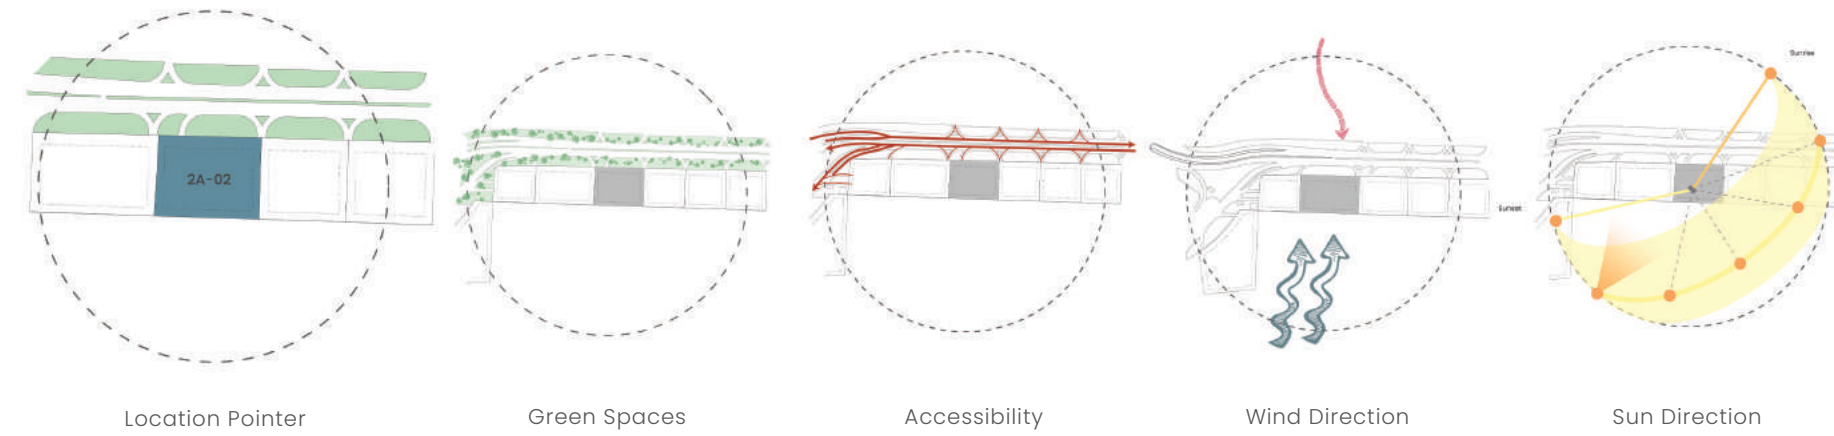 Sunrise
2A-02
Sunset
Location Pointer
Green Spaces
Accessibility
Wind Direction
Sun Direction